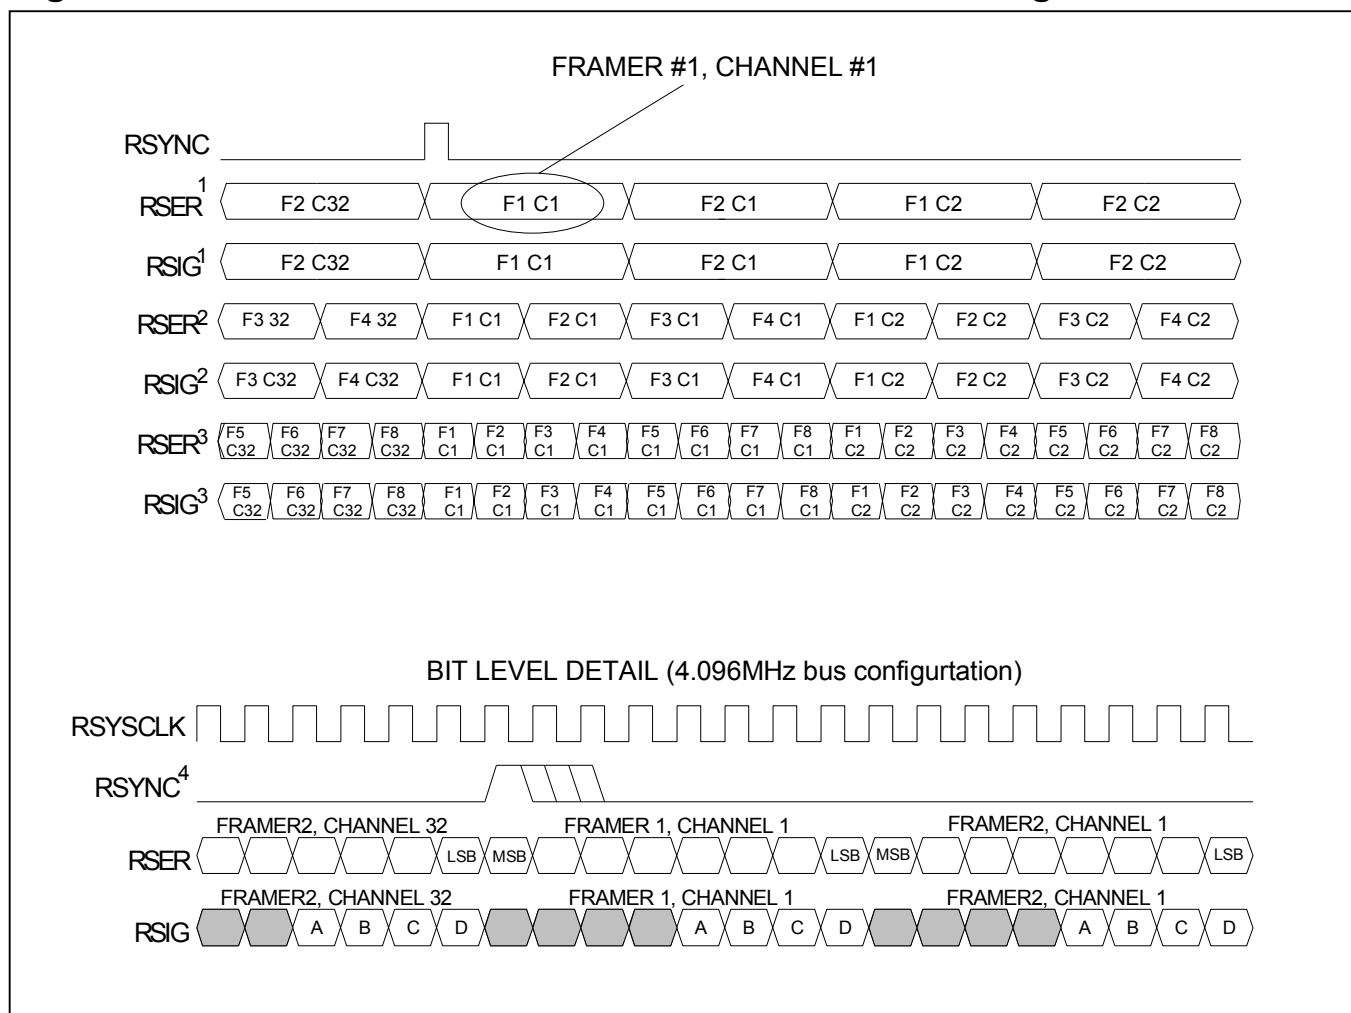 FRAMER #1, CHANNEL #1
RSYNC
RSER1 F2 C32 F1 C1 F2 C1 F1 C2 F2 C2
RSIG1 F2 C32 F1 C1 F2 C1 F1 C2 F2 C2
RSER2 F3 32 F4 32 F1 C1 F2 C1 F3 C1 F4 C1 F1 C2 F2 C2 F3 C2 F4 C2
RSIG2 F3 C32 F4 C32 F1 C1 F2 C1 F3 C1 F4 C1 F1 C2 F2 C2 F3 C2 F4 C2
RSER3 F5 C32 F6 C32 F7 C32 F8 C32 F1 C1 F2 C1 F3 C1 F4 C1 F5 C1 F6 C1 F7 C1 F8 C1 F1 C2 F2 C2 F3 C2 F4 C2 F5 C2 F6 C2 F7 C2 F8 C2
RSIG3 F5 C32 F6 C32 F7 C32 F8 C32 F1 C1 F2 C1 F3 C1 F4 C1 F5 C1 F6 C1 F7 C1 F8 C1 F1 C2 F2 C2 F3 C2 F4 C2 F5 C2 F6 C2 F7 C2 F8 C2
BIT LEVEL DETAIL (4.096MHz bus configurtation)
RSYSCLK
RSYNC4
FRAMER2, CHANNEL 32 FRAMER 1, CHANNEL 1 FRAMER2, CHANNEL 1
RSER LSB MSB LSB MSB LSB
FRAMER2, CHANNEL 32 FRAMER 1, CHANNEL 1 FRAMER2, CHANNEL 1
RSIG A B C D A B C D A B C D